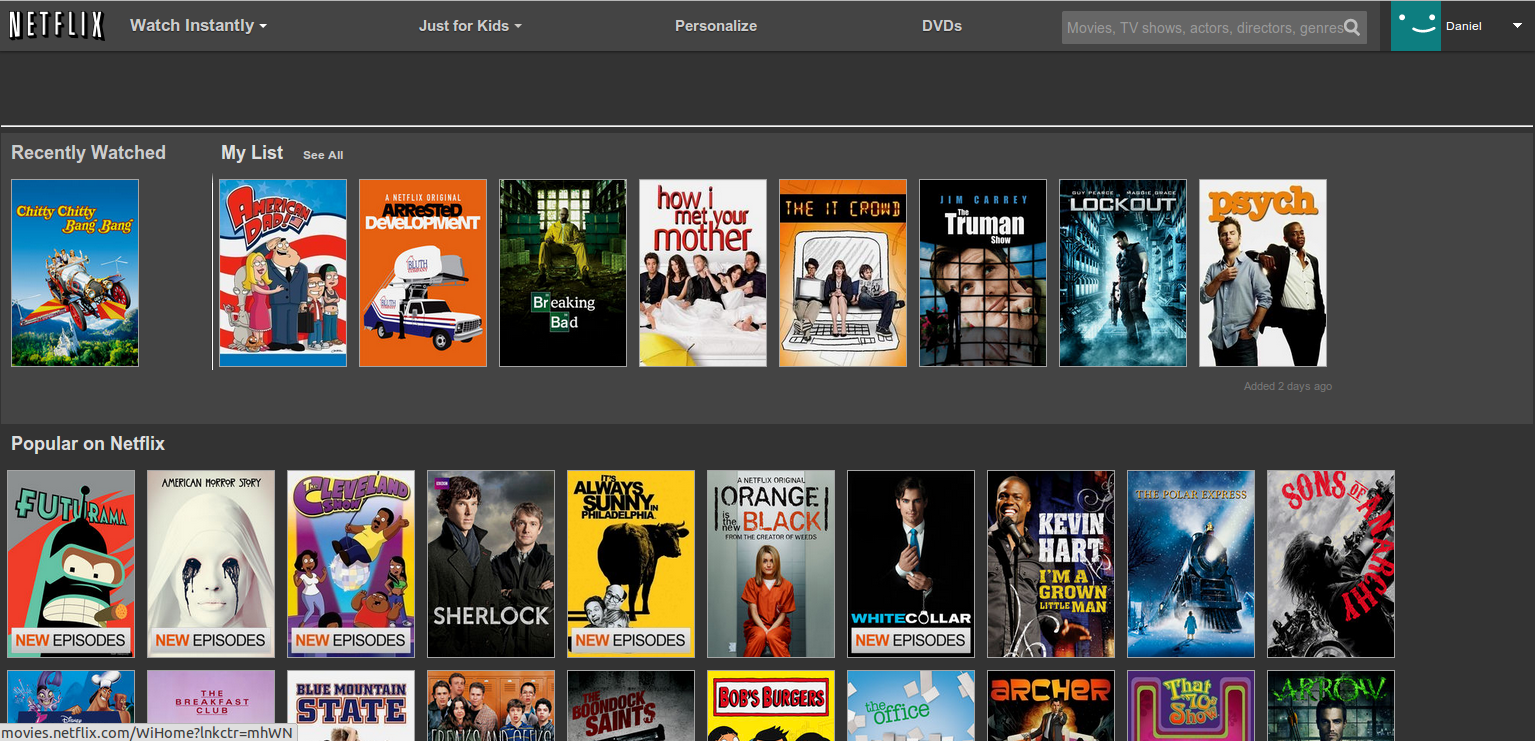 NETFLIX
Watch Instantly
Just for Kids
Personalize
DVDs
Movies, TV shows, actors, directors, genres
Daniel
Recently Watched
My List
See All
Chitty Chitty
Bang Bang
AMERICAN
DAD!
A NETFLIX ORIGINAL
ARRESTED
DEVELOPMENT
BLUTH
COMPANY
BLUTH
Breaking
Bad
how i
met your
mother
THE IT CROWD
JIM CARREY
The
Truman
Show
GUY PEARCE MAGGIE GRACE
LOCKOUT
psych
Added 2 days ago
Popular on Netflix
FUTURAMA
NEW EPISODES
AMERICAN HORROR STORY
NEW EPISODES
The
CLEVELAND
SHOW
NEW EPISODES
BBC
SHERLOCK
IT'S
ALWAYS
SUNNY IN
PHILADELPHIA
NEW EPISODES
A NETFLIX ORIGINAL
ORANGE
is the
new BLACK
FROM THE CREATOR OF WEEDS
WHITE COLLAR
NEW EPISODES
KEVIN
HART
I'M A
GROWN
LITTLE MAN
THE POLAR EXPRESS
SONS OF ANARCHY
Disney
THE
BREAKFAST
CLUB
BLUE MOUNTAIN
STATE
FREAKS AND GEEKS
THE
BOONDOCK
SAINTS
BOB'S BURGERS
the
office
ARCHER
That
'70s
Show
ARROW
movies.netflix.com/WiHome?lnkctr=mhWN